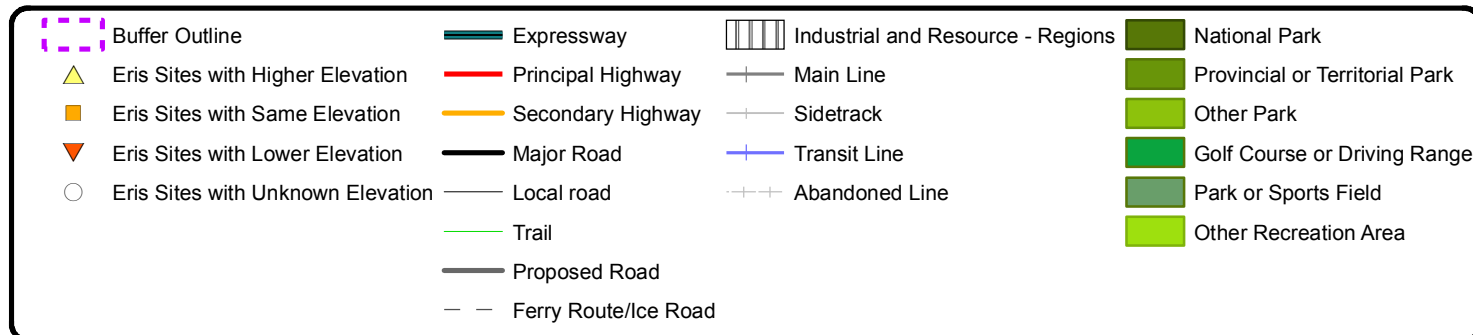 Buffer Outline
Eris Sites with Higher Elevation
Eris Sites with Same Elevation
Eris Sites with Lower Elevation
Eris Sites with Unknown Elevation
Expressway
Principal Highway
Secondary Highway
Major Road
Local road
Trail
Proposed Road
Ferry Route/Ice Road
Industrial and Resource - Regions
Main Line
Sidetrack
Transit Line
Abandoned Line
National Park
Provincial or Territorial Park
Other Park
Golf Course or Driving Range
Park or Sports Field
Other Recreation Area